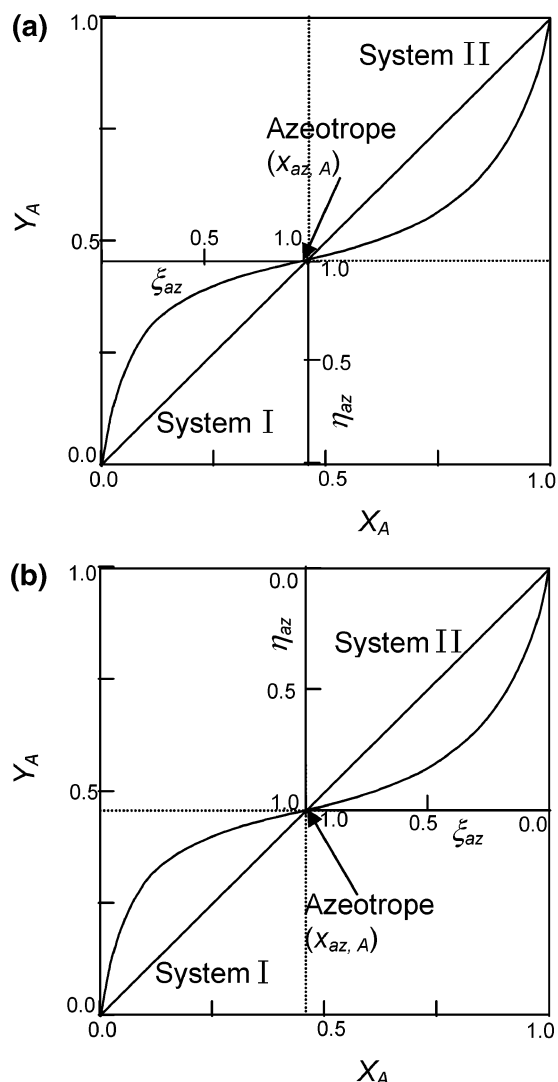 (a)
1.0
System II
Azeotrope
(x_az, A)
Y_A
0.5
0.5
1.0
1.0
ξ_az
0.5
η_az
System I
0.0
0.0
0.5
1.0
X_A
(b)
1.0
0.0
η_az
System II
0.5
Y_A
0.5
1.0
1.0
0.5
0.0
ξ_az
Azeotrope
(x_az, A)
System I
0.0
0.0
0.5
1.0
X_A